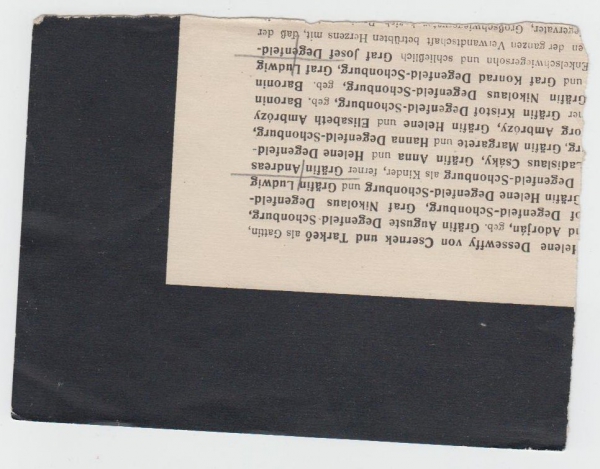 Helene Dessewffy von Csernek und Tarkeö als Gattin,
nd Adorján, geb. Gräfin Auguste Degenfeld-Schonburg,
of Degenfeld-Schonburg, Graf Nikolaus Degenfeld-
Gräfin Helene Degenfeld-Schonburg und Gräfin Ludwig
Degenfeld-Schonburg als Kinder, ferner Gräfin Andreas
Ladislaus Csáky, Gräfin Anna und Helene Degenfeld-
rg, Gräfin Margarete und Hanna Degenfeld-Schonburg,
org Ambrózy, Gräfin Helene und Elisabeth Ambrózy
ner Gräfin Kristof Degenfeld-Schonburg, geb. Baronin
Gräfin Nikolaus Degenfeld-Schonburg, geb. Baronin
und Graf Konrad Degenfeld-Schonburg, Graf Ludwig
Enkelschwiegersohn und schließlich Graf Josef Degenfeld-
en der ganzen Verwandtschaft betrübten Herzens mit, daß der
egervater,